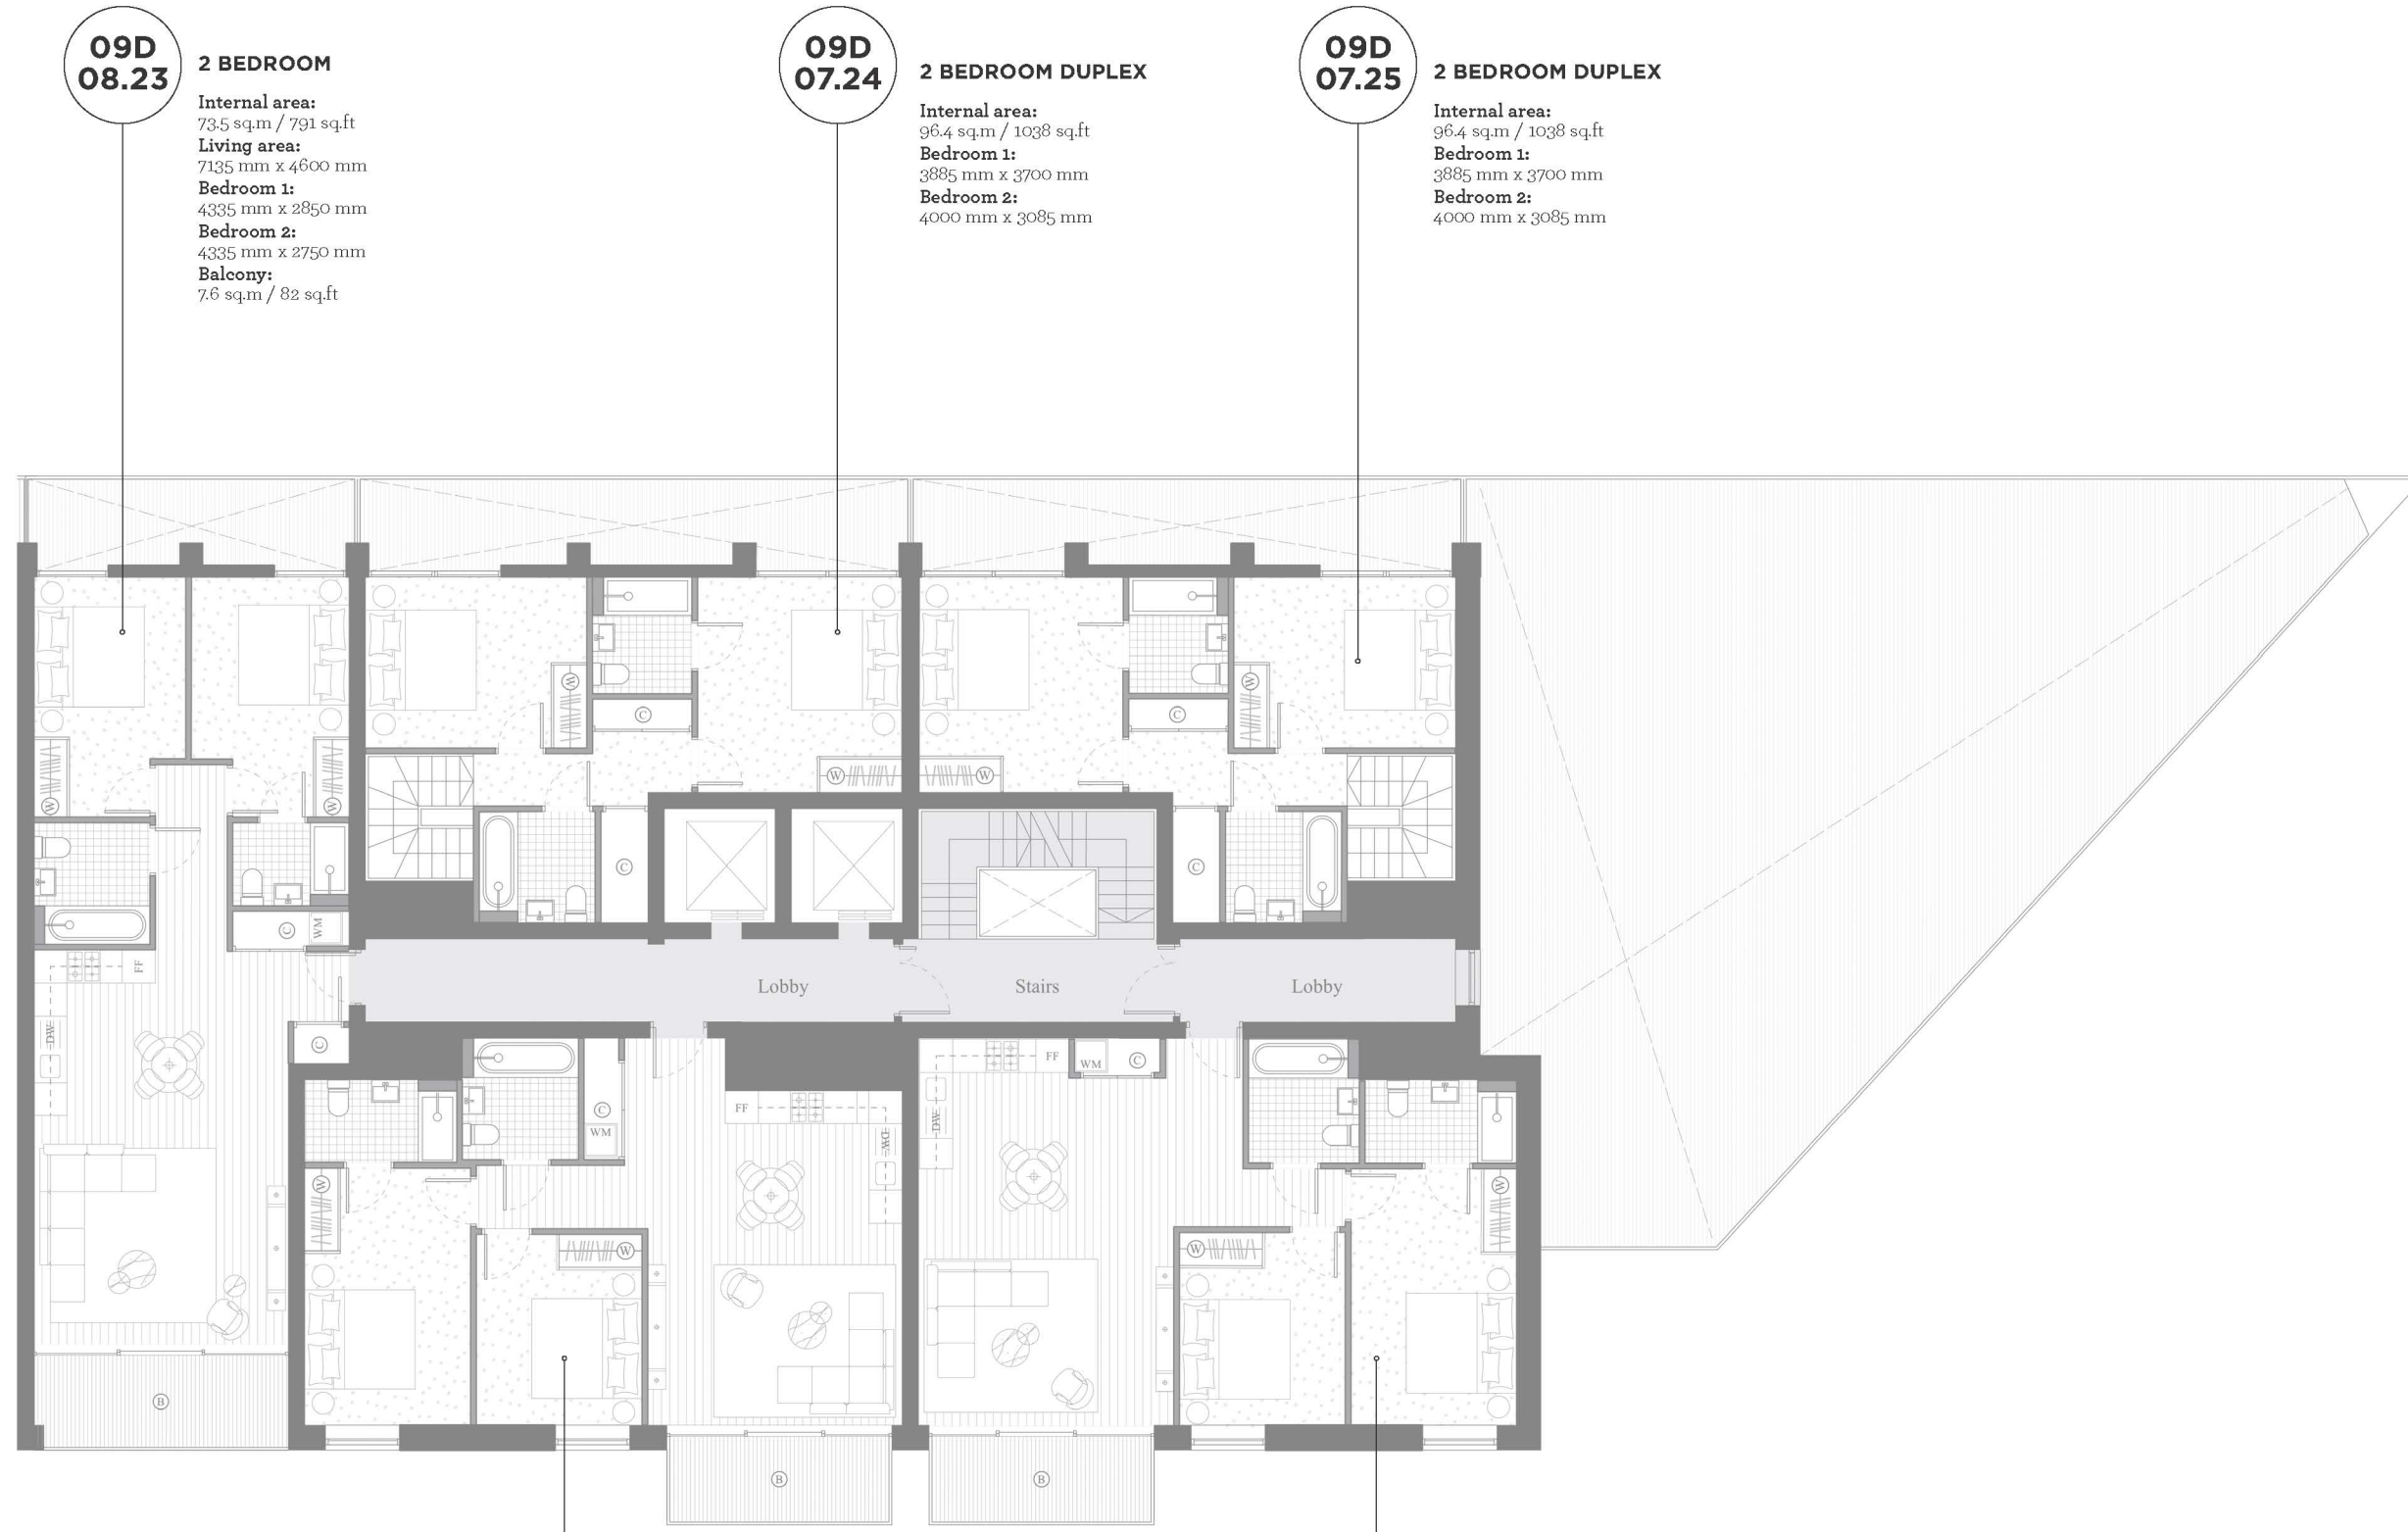 09D
08.23
2 BEDROOM
Internal area:
73.5 sq.m / 791 sq.ft
Living area:
7135 mm x 4600 mm
Bedroom 1:
4335 mm x 2850 mm
Bedroom 2:
4335 mm x 2750 mm
Balcony:
7.6 sq.m / 82 sq.ft
09D
07.24
2 BEDROOM DUPLEX
Internal area:
96.4 sq.m / 1038 sq.ft
Bedroom 1:
3885 mm x 3700 mm
Bedroom 2:
4000 mm x 3085 mm
09D
07.25
2 BEDROOM DUPLEX
Internal area:
96.4 sq.m / 1038 sq.ft
Bedroom 1:
3885 mm x 3700 mm
Bedroom 2:
4000 mm x 3085 mm
W
W
C
C
W
W
W
W
C
C
C
WM
FF
Lobby
Stairs
Lobby
DW
C
FF
WM
C
C
WM
FF
DW
DW
W
W
W
W
B
B
B